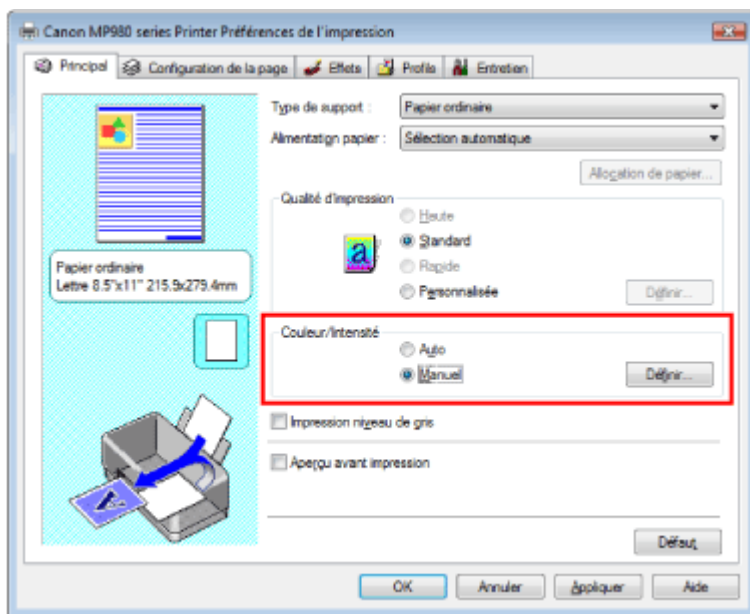 Canon MP980 series Printer Préférences de l'impression
Principal Configuration de la page Effets Profils Entretien
Type de support : Papier ordinaire
Alimentation papier : Sélection automatique
Allocation de papier...
Qualité d'impression
Haute
Standard
Rapide
Personnalisée Définir...
Papier ordinaire
Lettre 8.5"x11" 215.9x279.4mm
Couleur/Intensité
Auto
Manuel Définir...
Impression niveau de gris
Aperçu avant impression
Défaut
OK Annuler Appliquer Aide